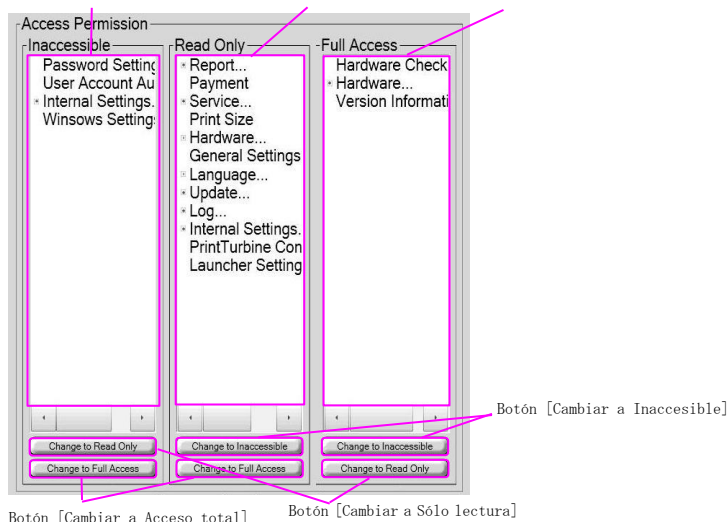 Access Permission
Inaccessible
Password Setting
User Account Au
Internal Settings.
Winsows Setting
Change to Read Only
Change to Full Access
Read Only
Report...
Payment
Service...
Print Size
Hardware...
General Settings
Language...
Update...
Log...
Internal Settings.
PrintTurbine Con
Launcher Setting
Change to Inaccessible
Change to Full Access
Full Access
Hardware Check
Hardware...
Version Informati
Change to Inaccessible
Change to Read Only
Botón [Cambiar a Inaccesible]
Botón [Cambiar a Acceso total]
Botón [Cambiar a Sólo lectura]